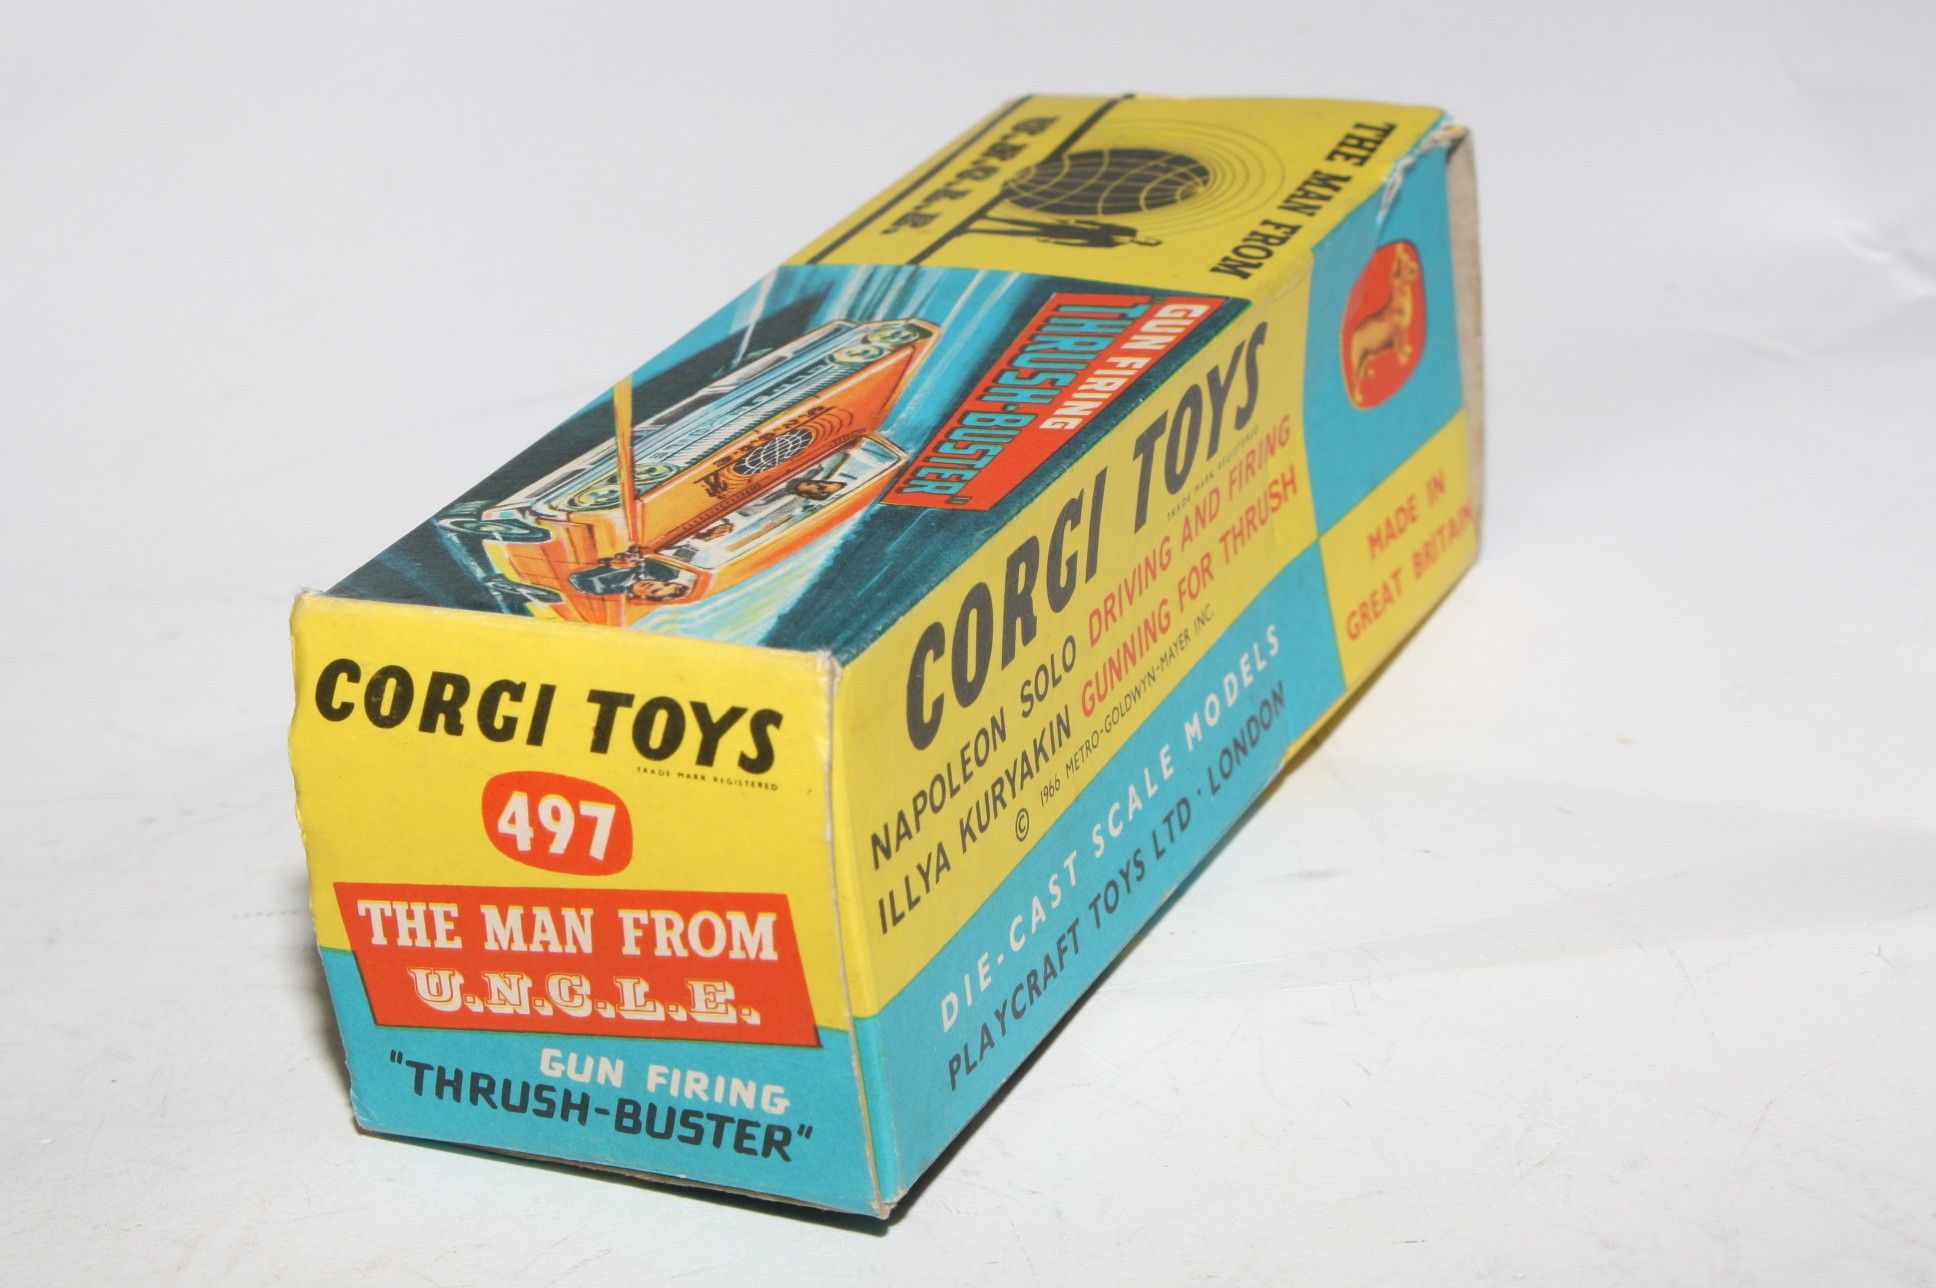 CORGI TOYS
TRADE MARK REGISTERED
497
THE MAN FROM
U.N.C.L.E.
GUN FIRING
"THRUSH-BUSTER"
THE MAN FROM
U.N.C.L.E.
GUN FIRING
"THRUSH-BUSTER"
CORGI TOYS
TRADE MARK REGISTERED
NAPOLEON SOLO DRIVING AND FIRING
ILLYA KURYAKIN GUNNING FOR THRUSH
© 1966 METRO-GOLDWYN-MAYER INC.
DIE-CAST SCALE MODELS
PLAYCRAFT TOYS LTD · LONDON
MADE IN
GREAT BRITAIN